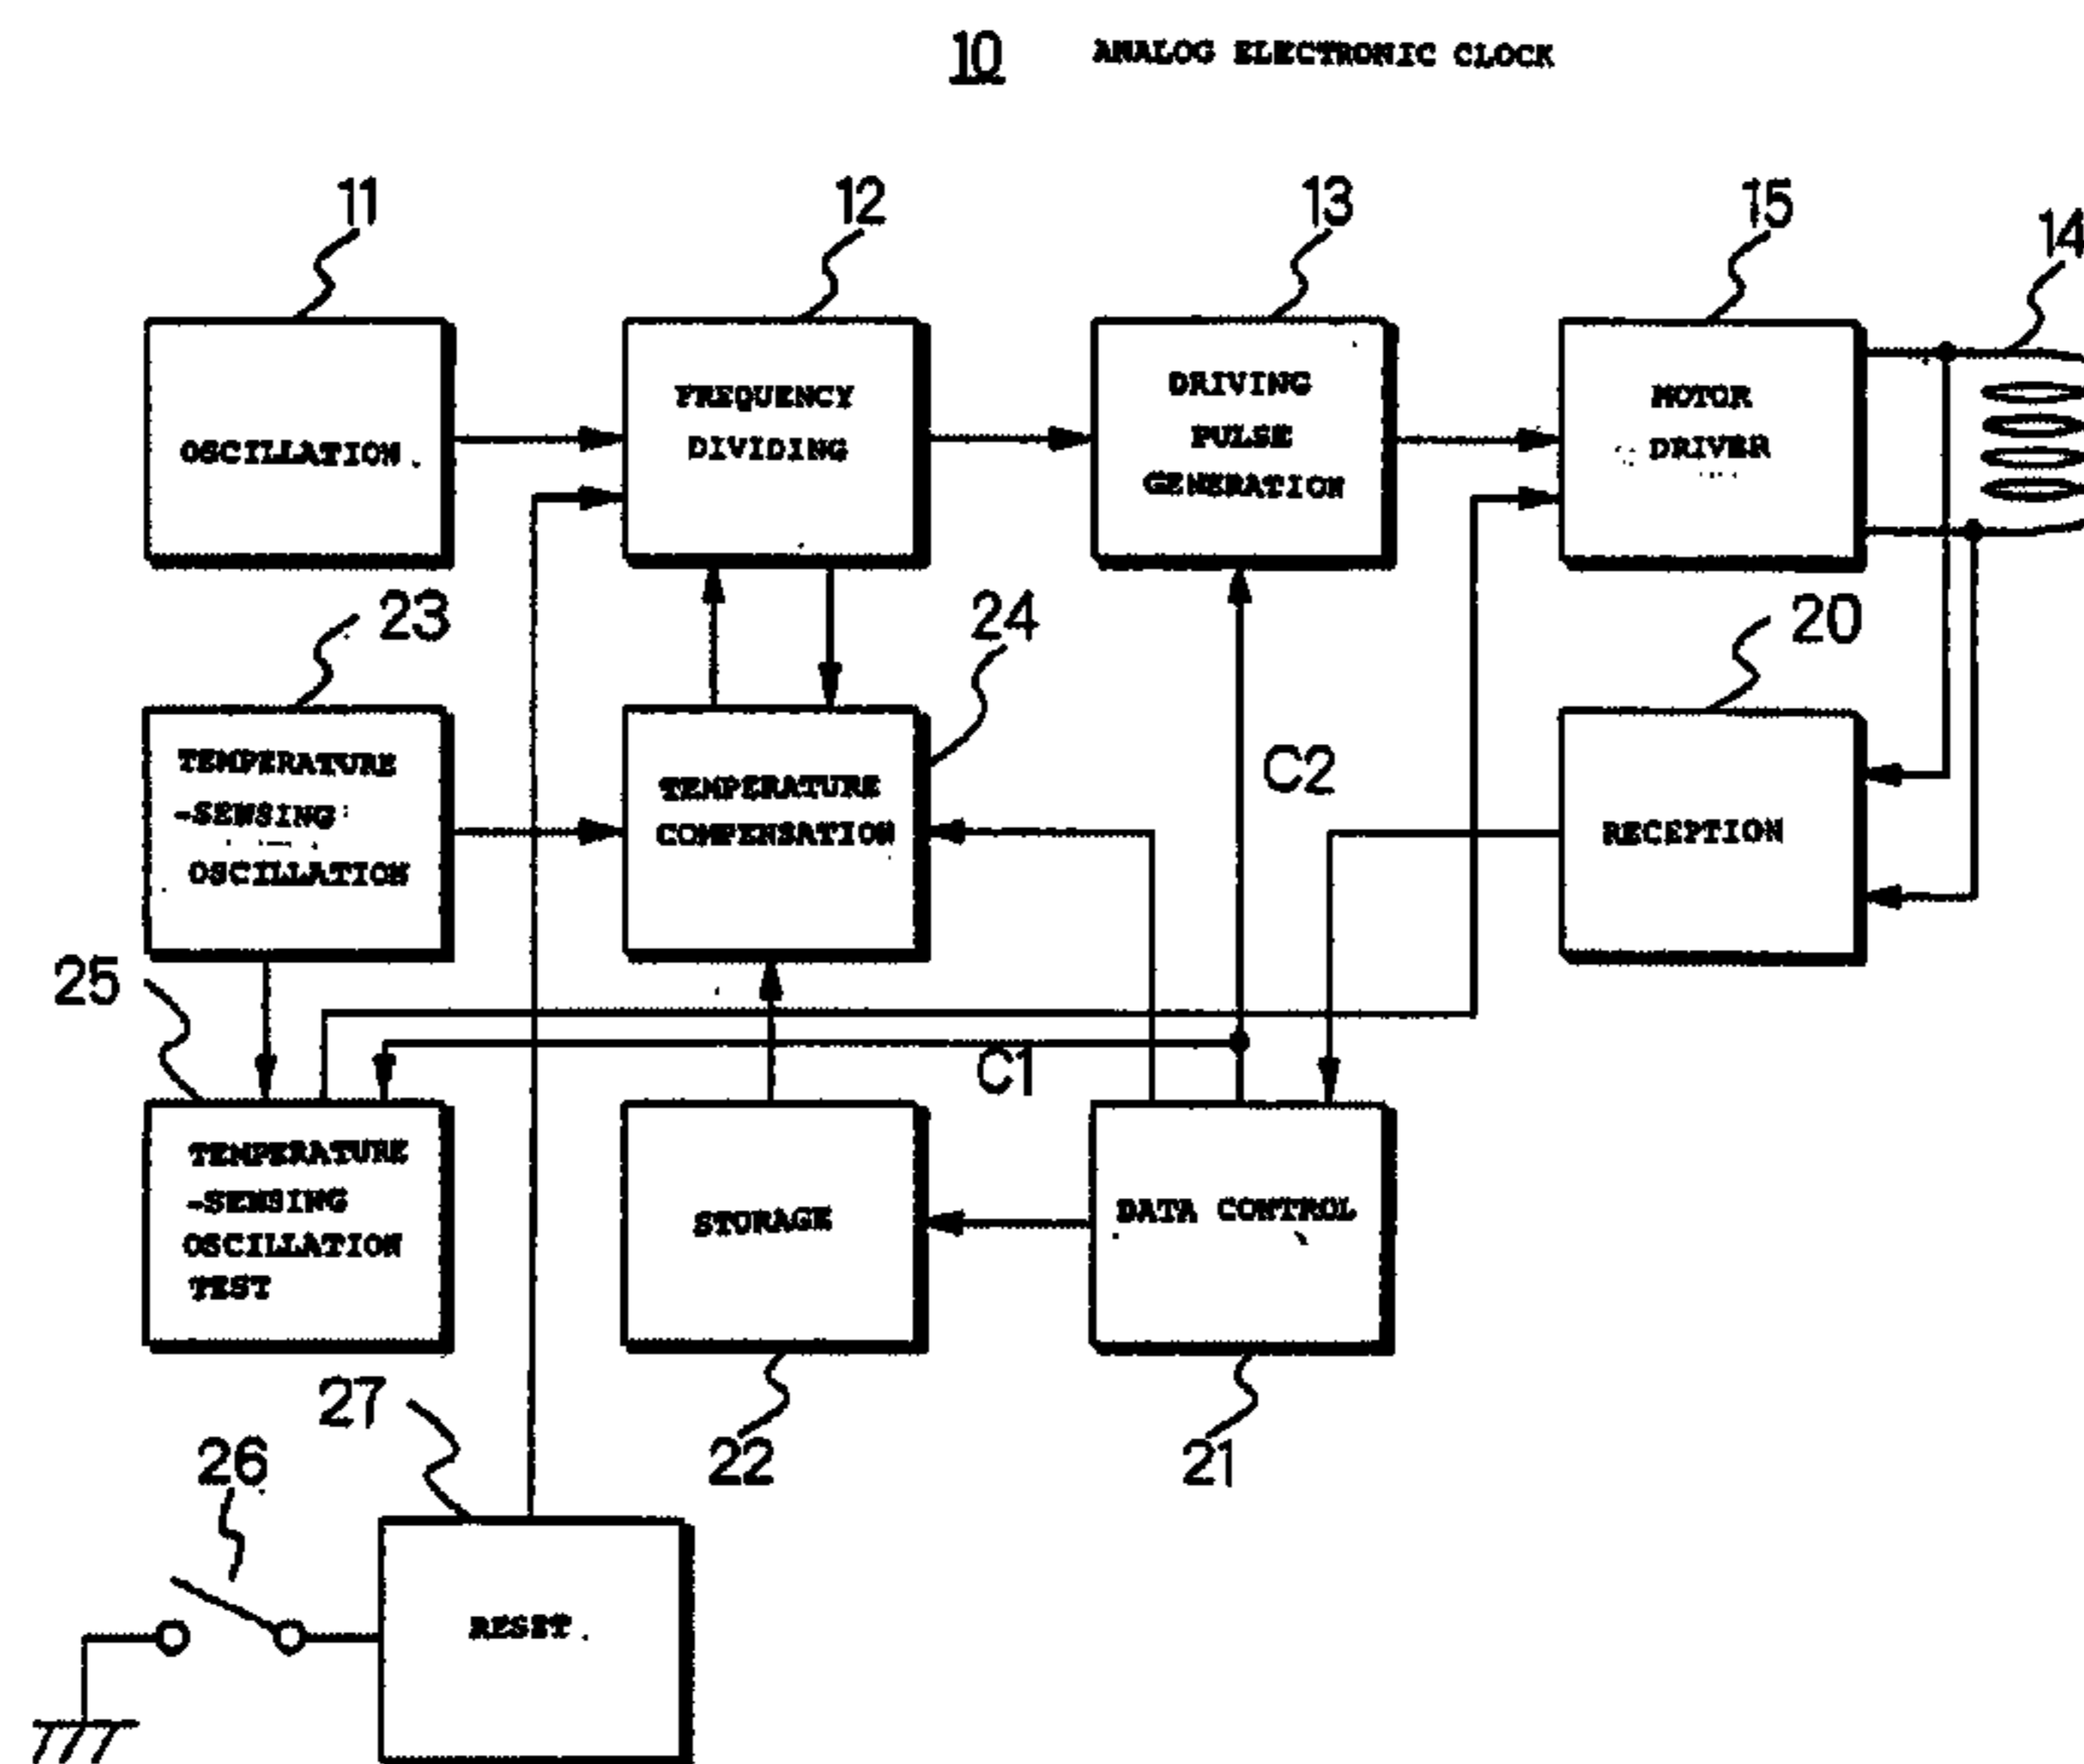 10 ANALOG ELECTRONIC CLOCK
11
12
13
15
14
OSCILLATION
FREQUENCY
DIVIDING
DRIVING
PULSE
GENERATION
MOTOR
DRIVER
23
24
20
TEMPERATURE
-SENSING
OSCILLATION
TEMPERATURE
COMPENSATION
C2
RECEPTION
25
C1
TEMPERATURE
-SENSING
OSCILLATION
TEST
STORAGE
DATA CONTROL
27
26
22
21
RESET